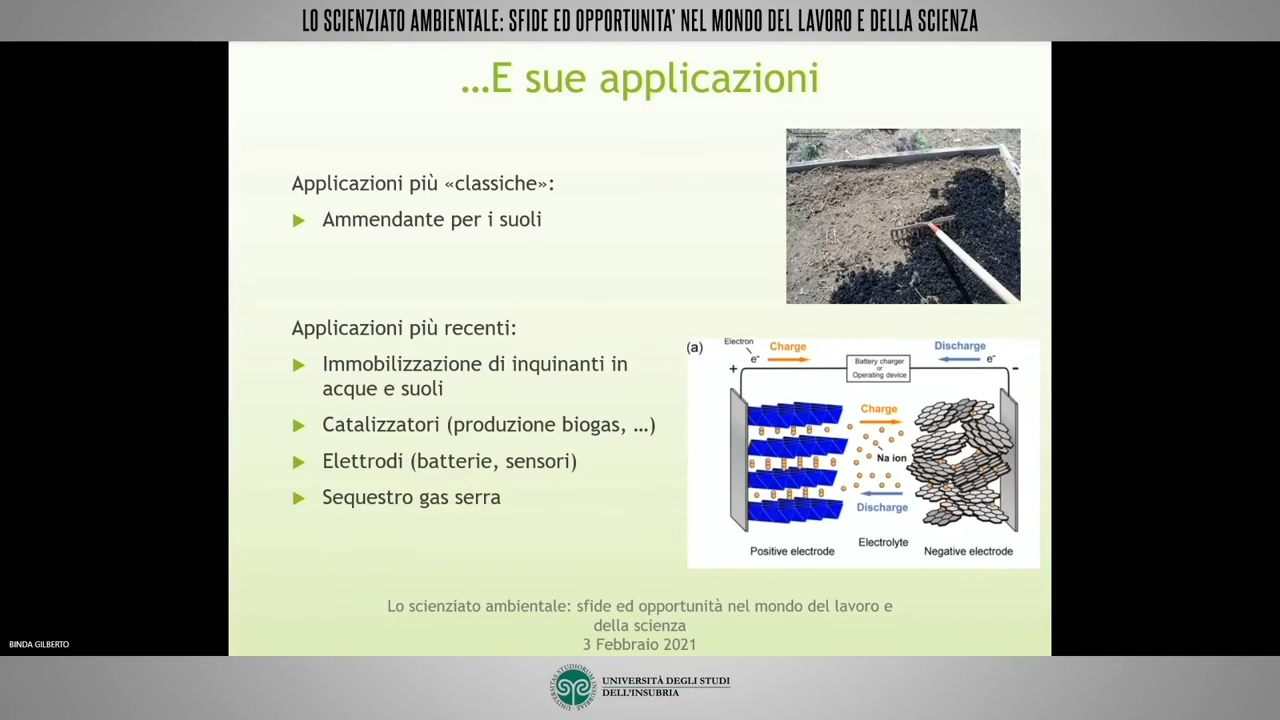 LO SCIENZIATO AMBIENTALE: SFIDE ED OPPORTUNITA' NEL MONDO DEL LAVORO E DELLA SCIENZA
...E sue applicazioni
Applicazioni più «classiche»:
Ammendante per i suoli
Applicazioni più recenti:
Immobilizzazione di inquinanti in
acque e suoli
Catalizzatori (produzione biogas, ...)
Elettrodi (batterie, sensori)
Sequestro gas serra
(a)
Electron
e-
Charge
Discharge
e-
+
-
Battery charger
or
Operating device
Charge
Na ion
Discharge
Electrolyte
Positive electrode
Negative electrode
Lo scienziato ambientale: sfide ed opportunità nel mondo del lavoro e
della scienza
3 Febbraio 2021
BINDA GILBERTO
UNIVERSITÀ DEGLI STUDI
DELL'INSUBRIA